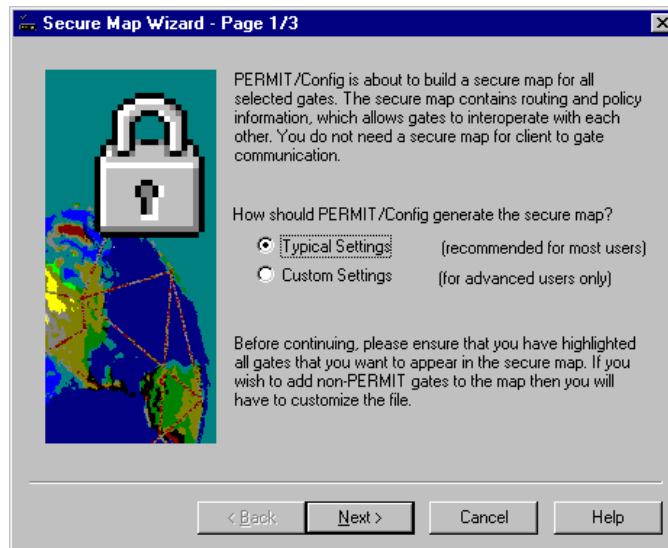 Secure Map Wizard - Page 1/3
PERMIT/Config is about to build a secure map for all
selected gates. The secure map contains routing and policy
information, which allows gates to interoperate with each
other. You do not need a secure map for client to gate
communication.
How should PERMIT/Config generate the secure map?
Typical Settings (recommended for most users)
Custom Settings (for advanced users only)
Before continuing, please ensure that you have highlighted
all gates that you want to appear in the secure map. If you
wish to add non-PERMIT gates to the map then you will
have to customize the file.
< Back Next > Cancel Help